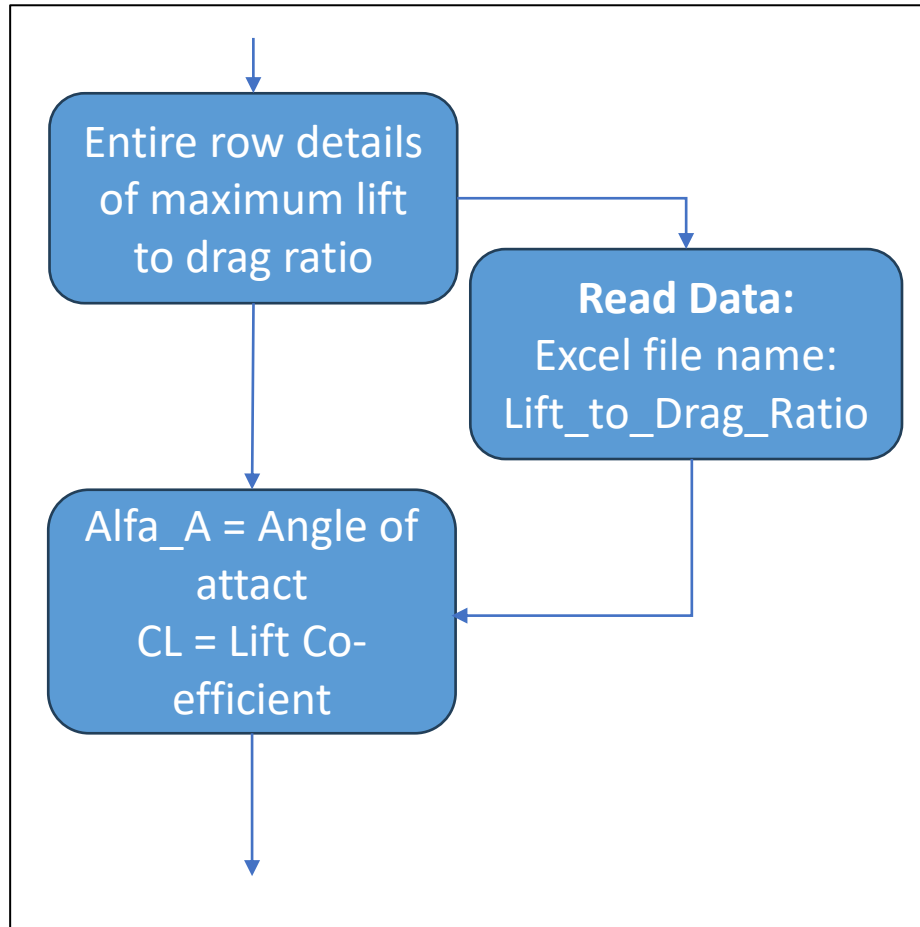 Entire row details
of maximum lift
to drag ratio
Read Data:
Excel file name:
Lift_to_Drag_Ratio
Alfa_A = Angle of
attact
CL = Lift Co-
efficient